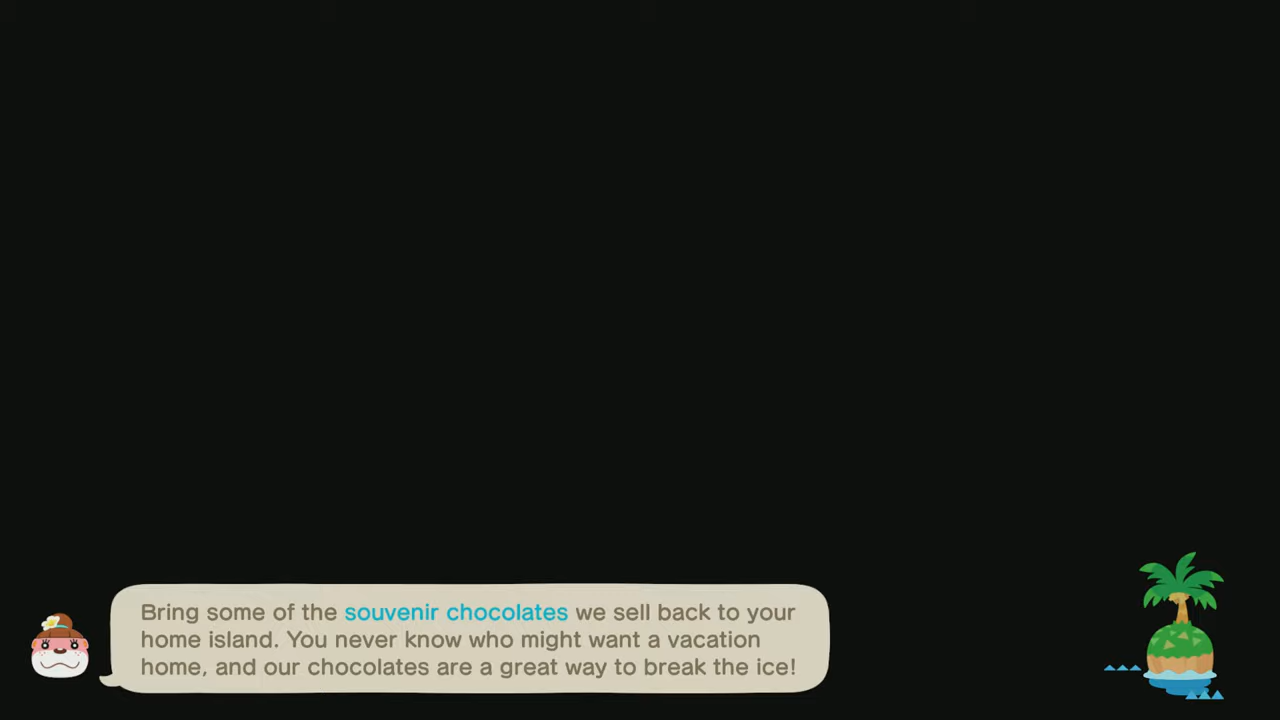 Bring some of the souvenir chocolates we sell back to your
home island. You never know who might want a vacation
home, and our chocolates are a great way to break the ice!